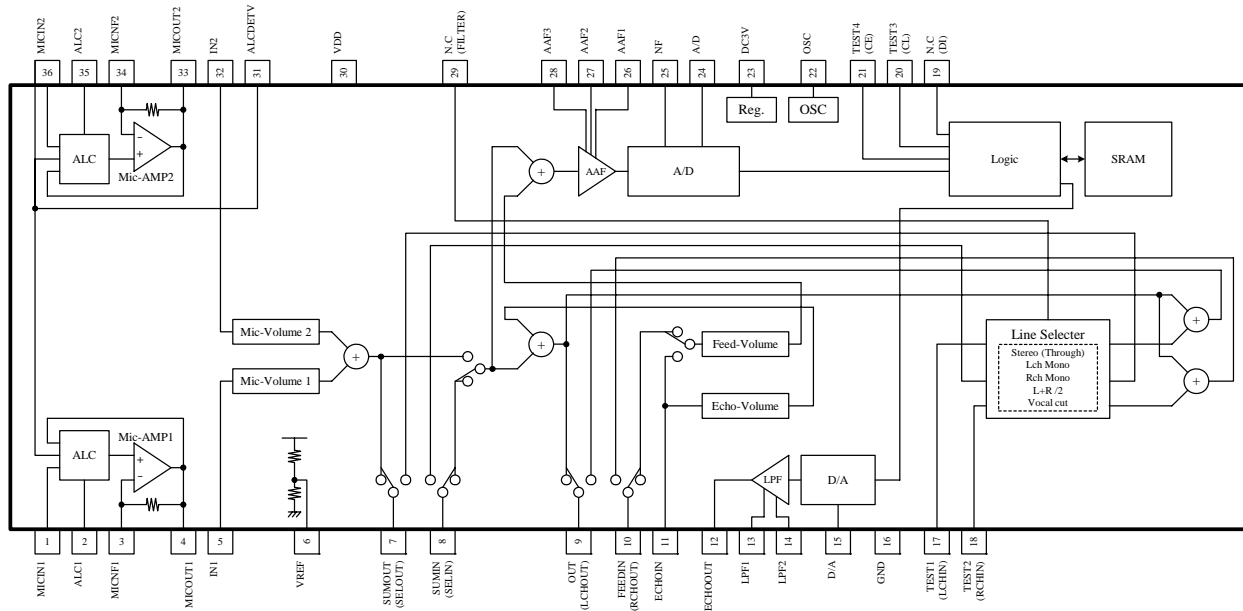 MICIN2
ALC2
MICNF2
MICOUT2
IN2
ALCDETV
VDD
N.C
(FILTER)
AAF3
AAF2
AAF1
NF
A/D
DC3V
OSC
TEST4
(CE)
TEST3
(CL)
N.C
(DI)
36
35
34
33
32
31
30
29
28
27
26
25
24
23
22
21
20
19
Reg.
OSC
ALC
−
+
Mic-AMP2
+
AAF
A/D
Logic
SRAM
Mic-Volume 2
+
Mic-Volume 1
+
Feed-Volume
Echo-Volume
Line Selecter
Stereo (Through)
Lch Mono
Rch Mono
L+R /2
Vocal cut
+
+
Mic-AMP1
ALC
+
−
LPF
D/A
1
2
3
4
5
6
7
8
9
10
11
12
13
14
15
16
17
18
MICIN1
ALC1
MICNF1
MICOUT1
IN1
VREF
SUMOUT
(SELOUT)
SUMIN
(SELIN)
OUT
(LCHOUT)
FEEDIN
(RCHOUT)
ECHOIN
ECHOOUT
LPF1
LPF2
D/A
GND
TEST1
(LCHIN)
TEST2
(RCHIN)